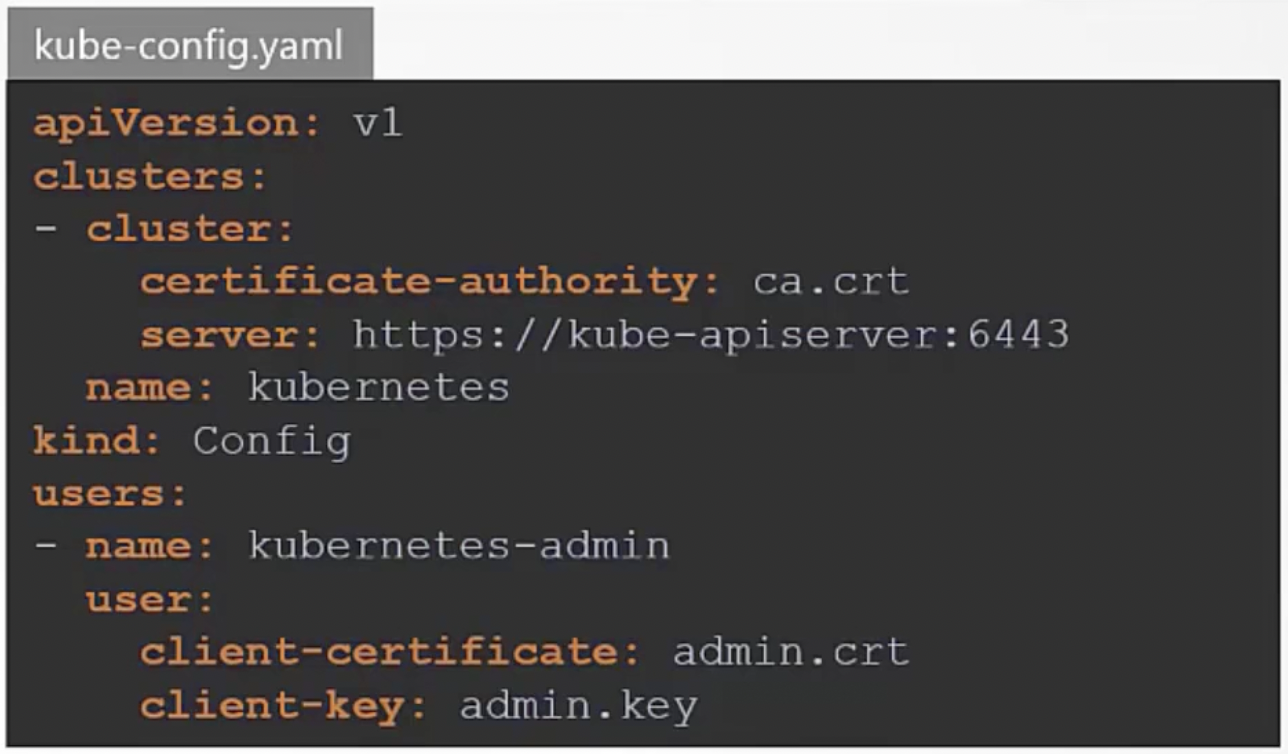 kube-config.yaml
apiVersion: v1
clusters:
- cluster:
    certificate-authority: ca.crt
    server: https://kube-apiserver:6443
  name: kubernetes
kind: Config
users:
- name: kubernetes-admin
  user:
    client-certificate: admin.crt
    client-key: admin.key